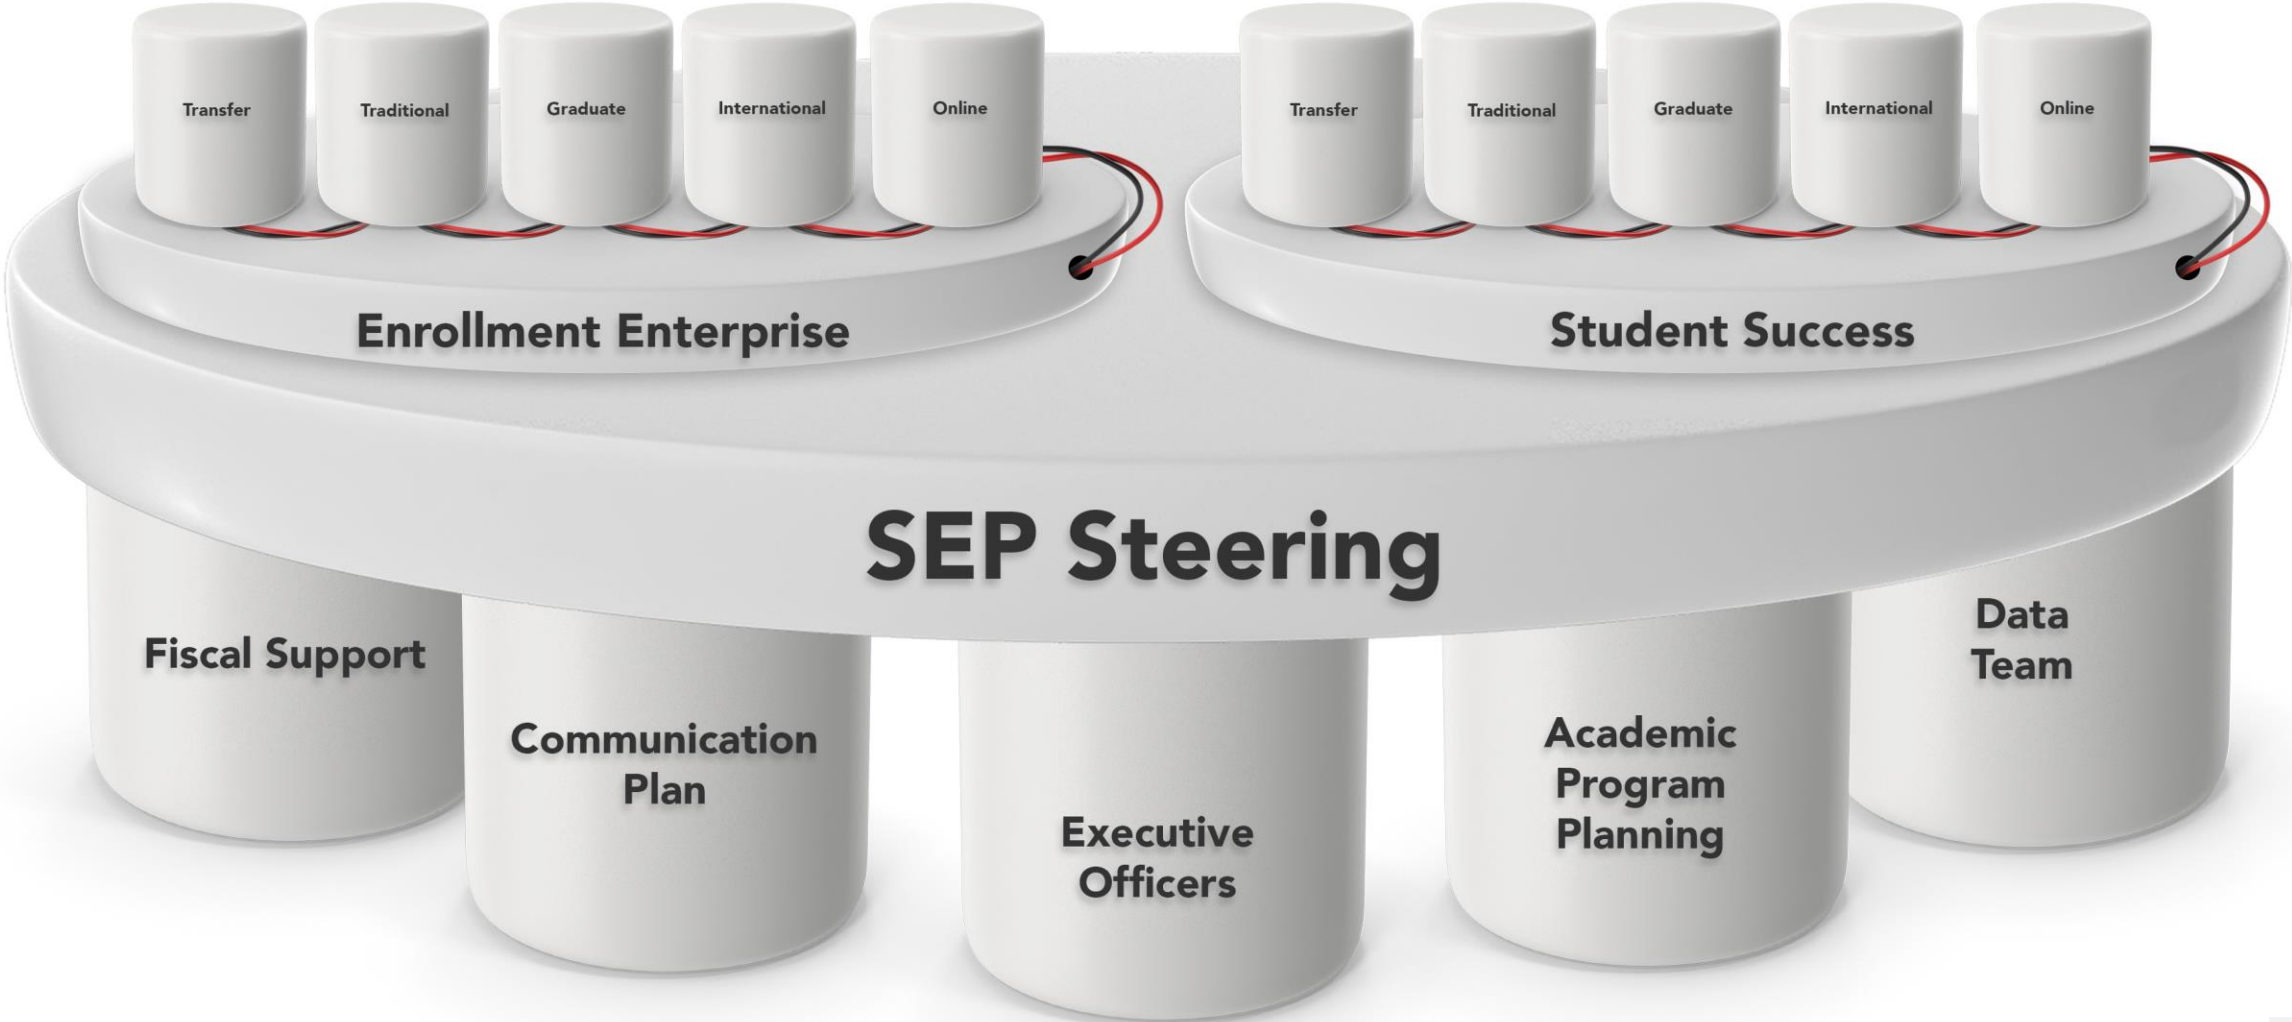 Transfer
Traditional
Graduate
International
Online
Transfer
Traditional
Graduate
International
Online
Enrollment Enterprise
Student Success
SEP Steering
Fiscal Support
Communication
Plan
Executive
Officers
Academic
Program
Planning
Data
Team